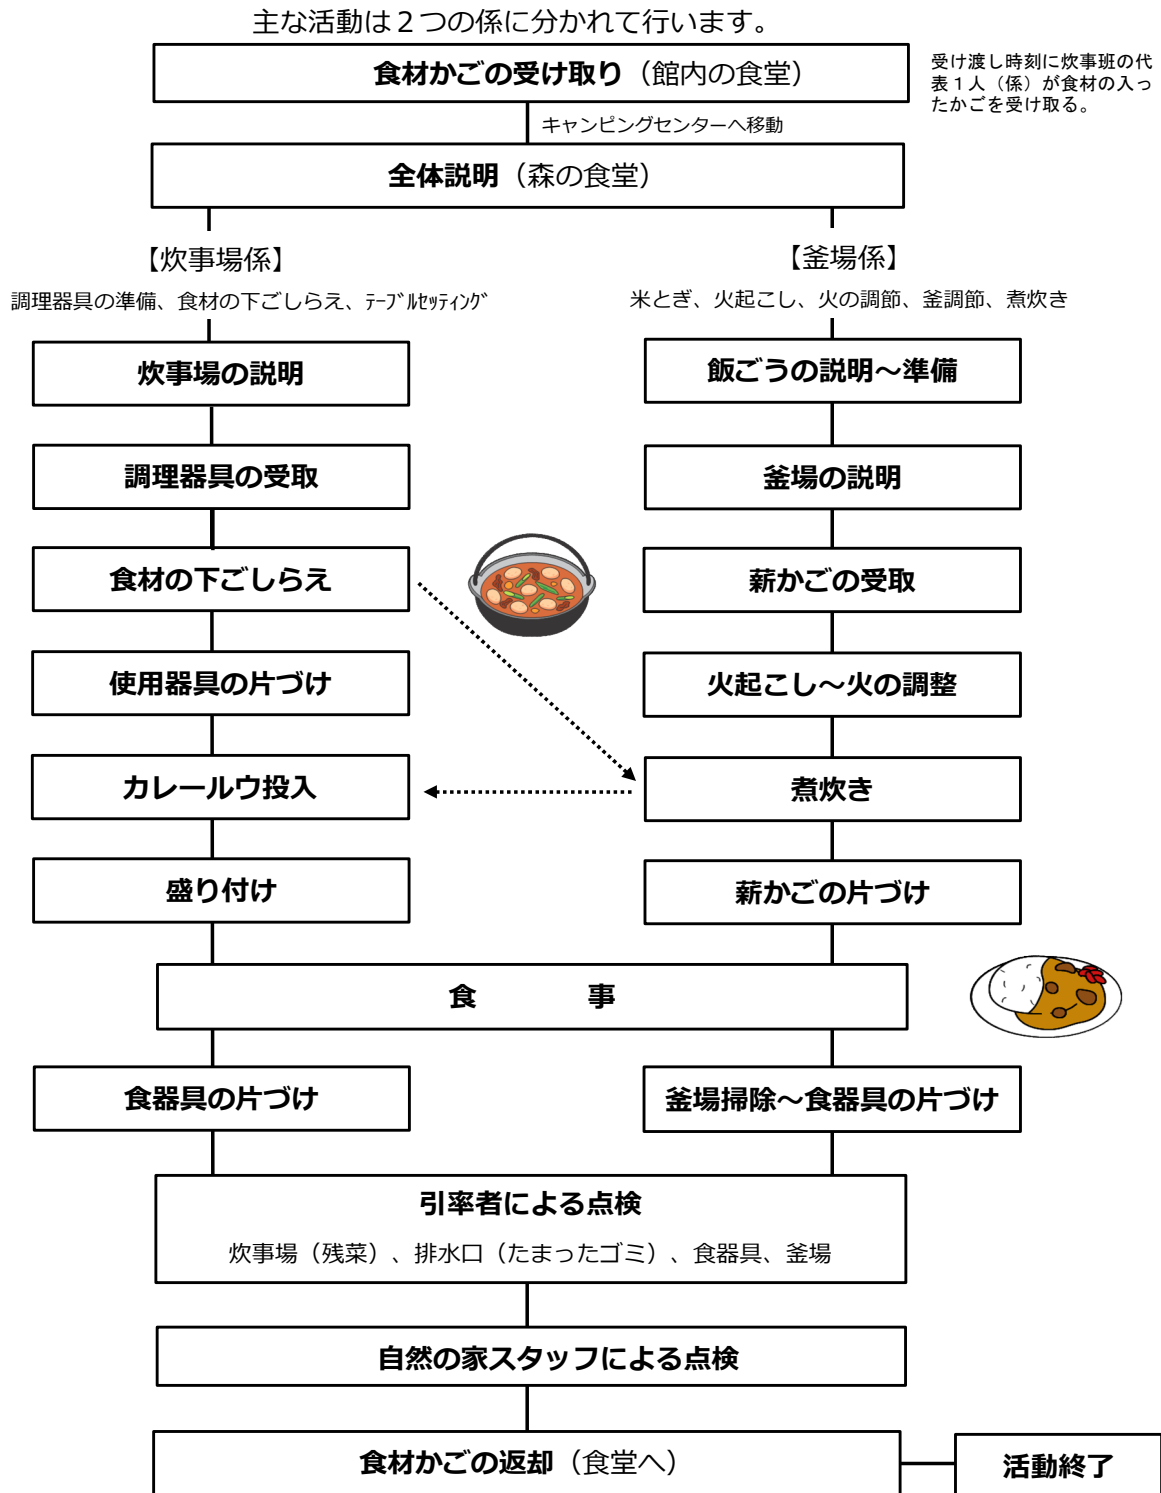 主な活動は２つの係に分かれて行います。
食材かごの受け取り（館内の食堂）
受け渡し時刻に炊事班の代
表１人（係）が食材の入っ
たかごを受け取る。
キャンピングセンターへ移動
全体説明（森の食堂）
【炊事場係】
調理器具の準備、食材の下ごしらえ、ﾃｰﾌﾞﾙｾｯﾃｨﾝｸﾞ
【釜場係】
米とぎ、火起こし、火の調節、釜調節、煮炊き
炊事場の説明
飯ごうの説明～準備
調理器具の受取
釜場の説明
食材の下ごしらえ
薪かごの受取
使用器具の片づけ
火起こし～火の調整
カレールウ投入
煮炊き
盛り付け
薪かごの片づけ
食　　　　事
食器具の片づけ
釜場掃除～食器具の片づけ
引率者による点検
炊事場（残菜）、排水口（たまったゴミ）、食器具、釜場
自然の家スタッフによる点検
食材かごの返却（食堂へ）
活動終了